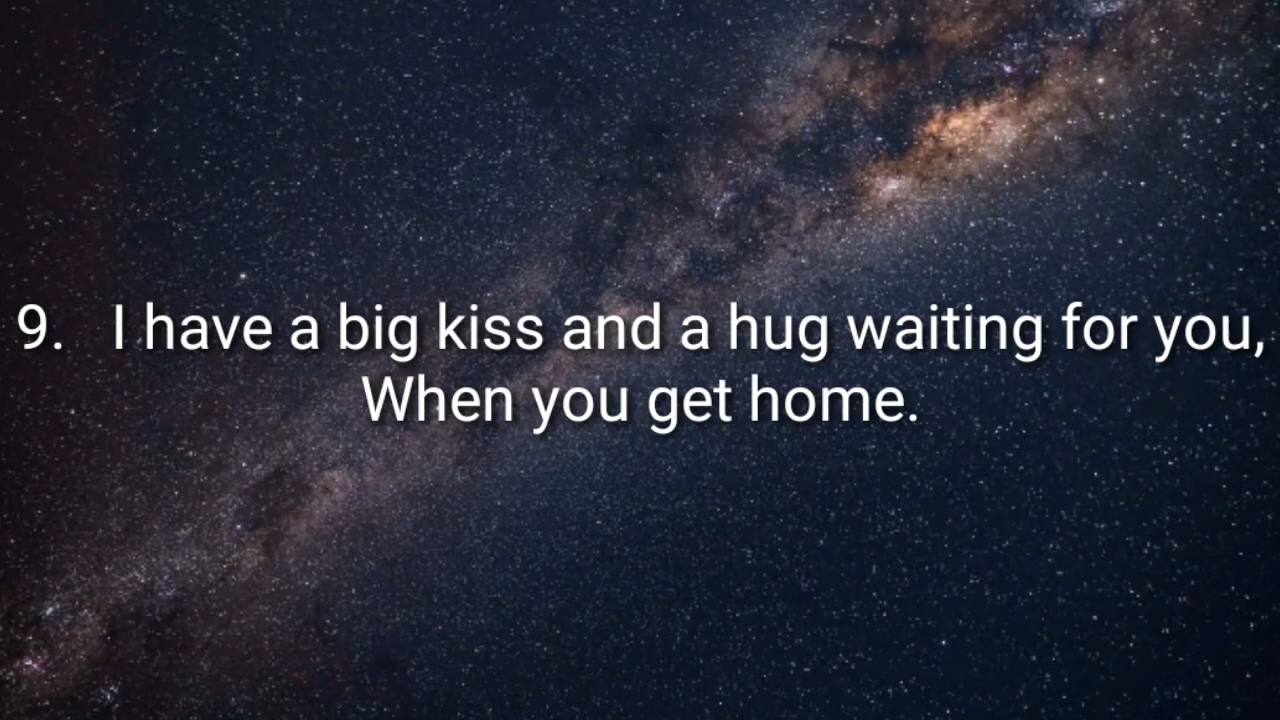 9. I have a big kiss and a hug waiting for you,
When you get home.